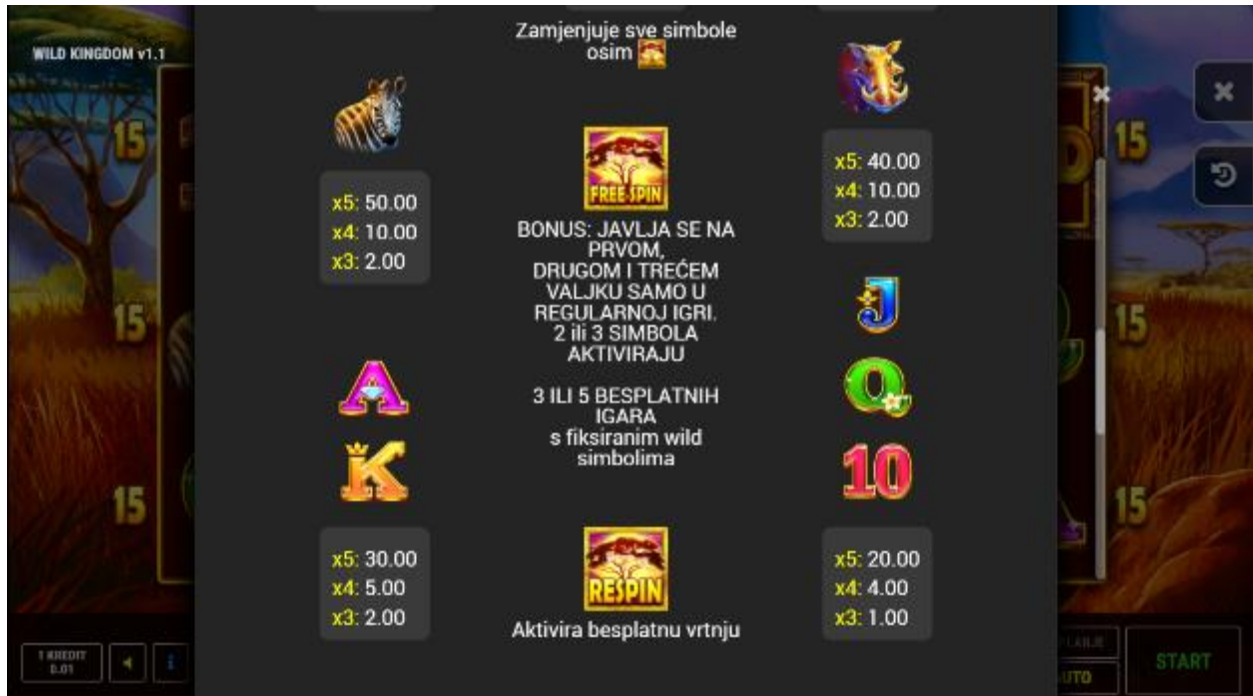 WILD KINGDOM v1.1
Zamjenjuje sve simbole
osim
15
15
15
x5: 50.00
x4: 10.00
x3: 2.00
A
K
x5: 30.00
x4: 5.00
x3: 2.00
FREE SPIN
BONUS: JAVLJA SE NA
PRVOM,
DRUGOM I TREĆEM
VALJKU SAMO U
REGULARNOJ IGRI.
2 ili 3 SIMBOLA
AKTIVIRAJU
3 ILI 5 BESPLATNIH
IGARA
s fiksiranim wild
simbolima
RESPIN
Aktivira besplatnu vrtnju
x5: 40.00
x4: 10.00
x3: 2.00
J
Q
10
x5: 20.00
x4: 4.00
x3: 1.00
15
15
15
1 KREDIT
0.01
START